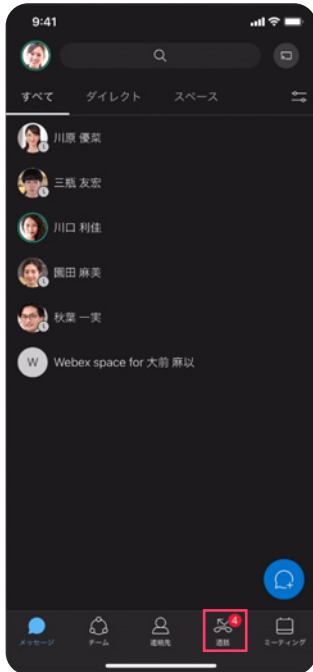 9:41
すべて ダイレクト スペース
川原 優菜
三瓶 友宏
川口 利佳
園田 麻美
秋葉 一実
W Webex space for 大前 麻以
4
メッセージ チーム 連絡先 通話 ミーティング